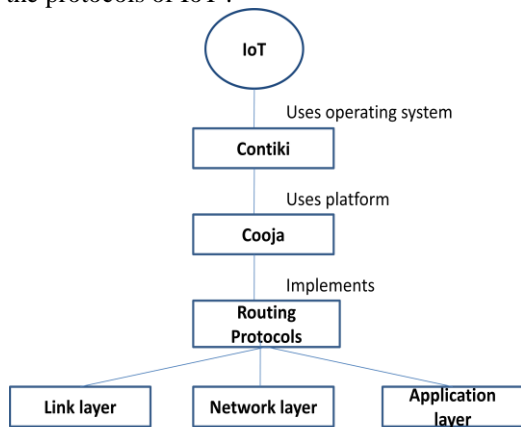 the protocols of IoT .
IoT
Uses operating system
Contiki
Uses platform
Cooja
Implements
Routing
Protocols
Link layer
Network layer
Application
layer